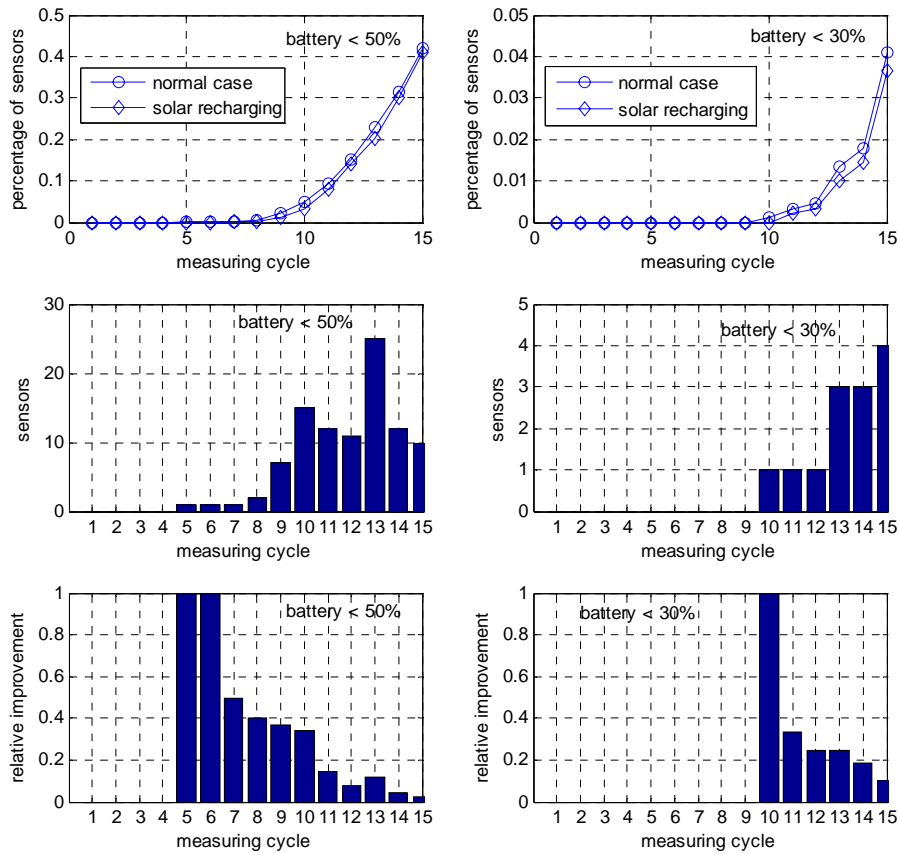 0.5
0.4
0.3
0.2
0.1
0
percentage of sensors
battery < 50%
normal case
solar recharging
0
5
10
15
measuring cycle
0.05
0.04
0.03
0.02
0.01
0
percentage of sensors
battery < 30%
normal case
solar recharging
0
5
10
15
measuring cycle
30
20
10
0
sensors
battery < 50%
1 2 3 4 5 6 7 8 9 10 11 12 13 14 15
measuring cycle
5
4
3
2
1
0
sensors
battery < 30%
1 2 3 4 5 6 7 8 9 10 11 12 13 14 15
measuring cycle
1
0.8
0.6
0.4
0.2
0
relative improvement
battery < 50%
1 2 3 4 5 6 7 8 9 10 11 12 13 14 15
measuring cycle
1
0.8
0.6
0.4
0.2
0
relative improvement
battery < 30%
1 2 3 4 5 6 7 8 9 10 11 12 13 14 15
measuring cycle